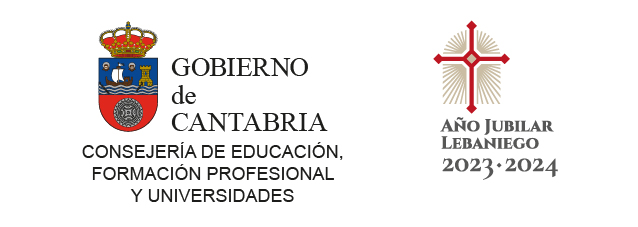 GOBIERNO
de
CANTABRIA
CONSEJERÍA DE EDUCACIÓN,
FORMACIÓN PROFESIONAL
Y UNIVERSIDADES
AÑO JUBILAR
LEBANIEGO
2023·2024